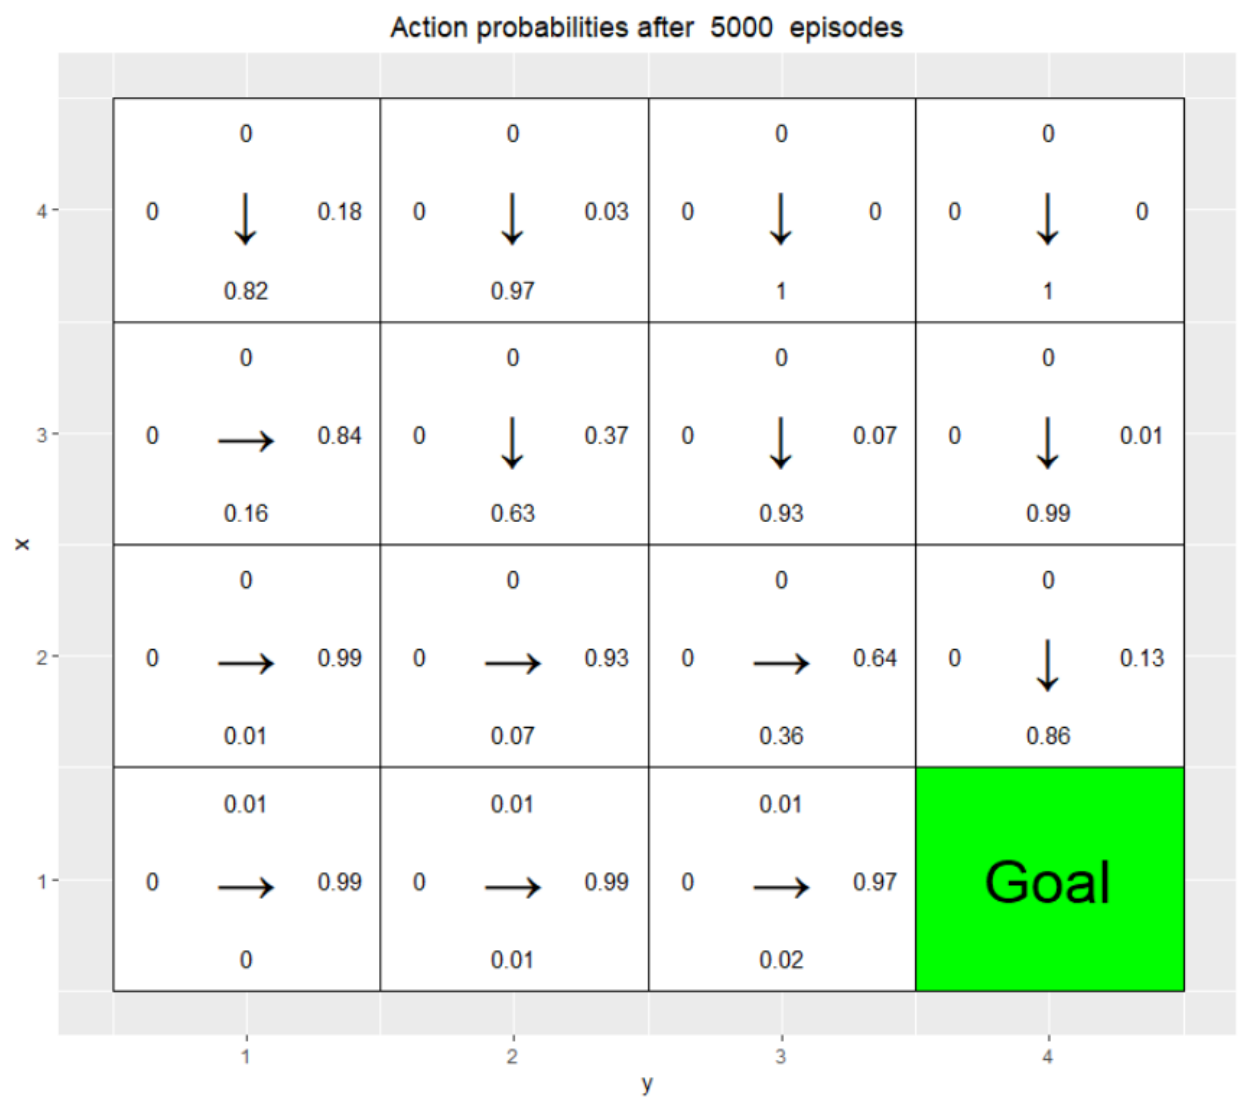 Action probabilities after 5000 episodes
0 0 0 0
4 0 0.18 0 0.03 0 0 0 0
0.82 0.97 1 1
0 0 0 0
3 0 0.84 0 0.37 0 0.07 0 0.01
0.16 0.63 0.93 0.99
x
0 0 0 0
2 0 0.99 0 0.93 0 0.64 0 0.13
0.01 0.07 0.36 0.86
0.01 0.01 0.01
1 0 0.99 0 0.99 0 0.97 Goal
0 0.01 0.02
1 2 3 4
y